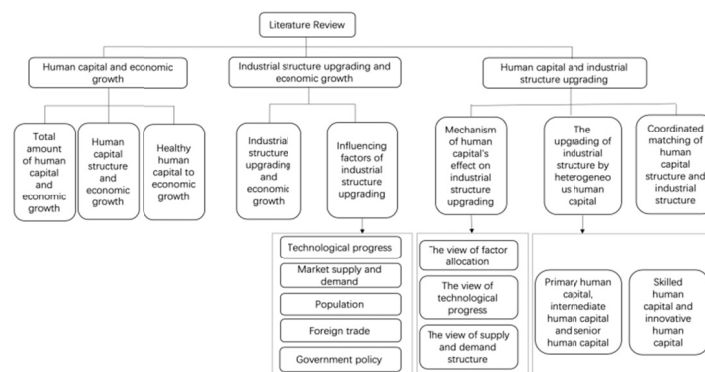 Literature Review
Human capital and economic
growth
Industrial structure upgrading and
economic growth
Human capital and industrial
structure upgrading
Total
amount
of human
capital
and
economic
growth
Human
capital
structure
and
economic
growth
Healthy
human
capital to
economic
growth
Industrial
structure
upgrading
and
economic
growth
Influencing
factors of
industrial
structure
upgrading
Mechanism
of human
capital's
effect on
industrial
structure
upgrading
The
upgrading of
industrial
structure by
heterogeneo
us human
capital
Coordinated
matching of
human
capital
structure and
industrial
structure
Technological progress
Market supply and
demand
Population
Foreign trade
Government policy
The view of factor
allocation
The view of
technological
progress
The view of supply
and demand
structure
Primary human
capital,
intermediate
human capital
and senior
human capital
Skilled
human
capital and
innovative
human
capital